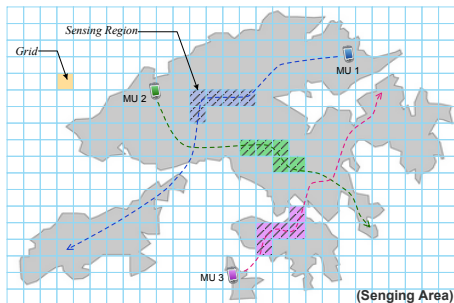 Sensing Region
Grid
MU 1
MU 2
MU 3
(Senging Area)